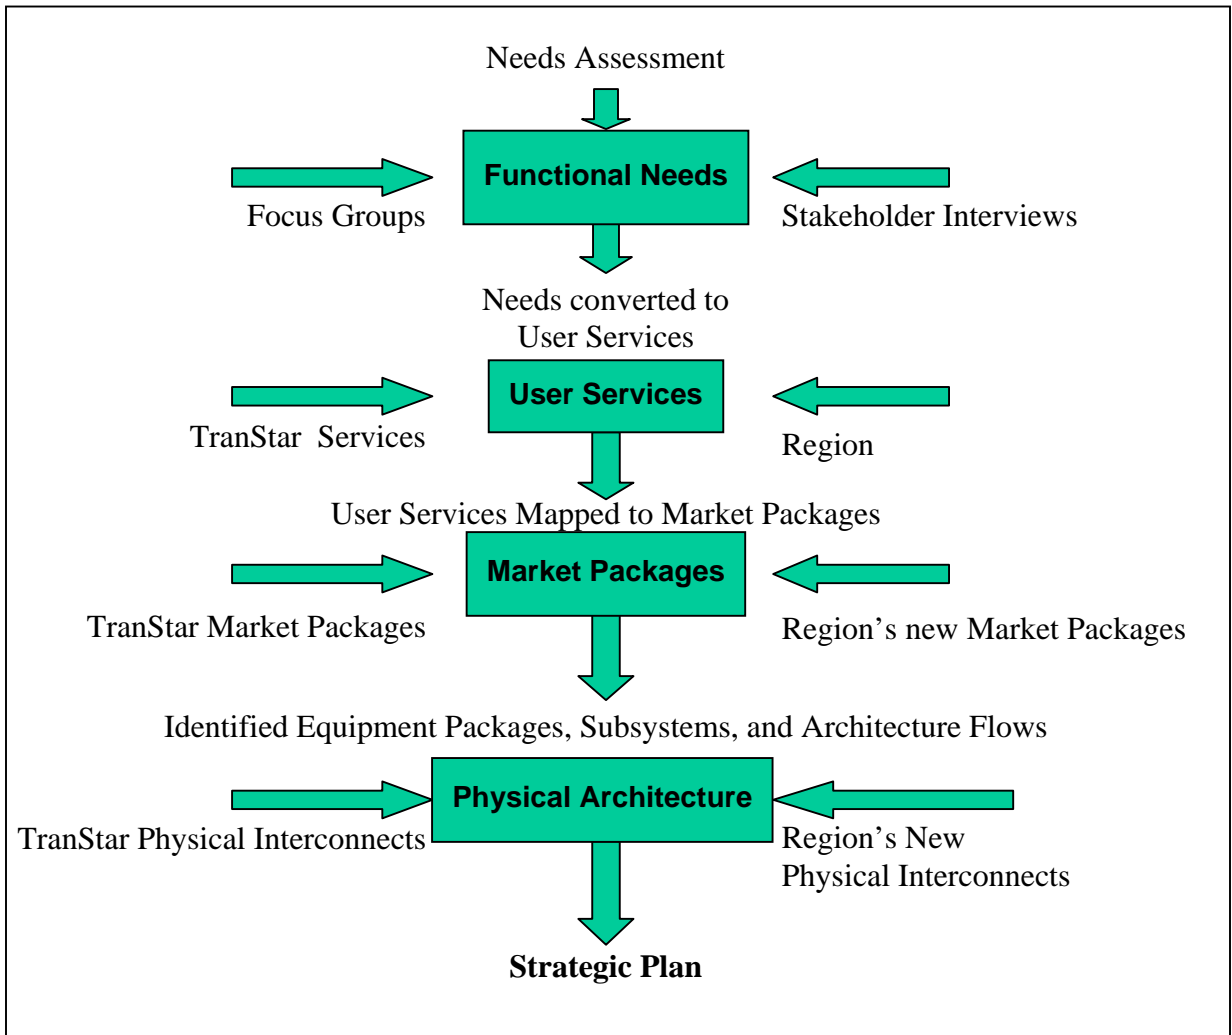 Needs Assessment
Functional Needs
Focus Groups
Stakeholder Interviews
Needs converted to
User Services
User Services
TranStar Services
Region
User Services Mapped to Market Packages
Market Packages
TranStar Market Packages
Region’s new Market Packages
Identified Equipment Packages, Subsystems, and Architecture Flows
Physical Architecture
TranStar Physical Interconnects
Region’s New
Physical Interconnects
Strategic Plan